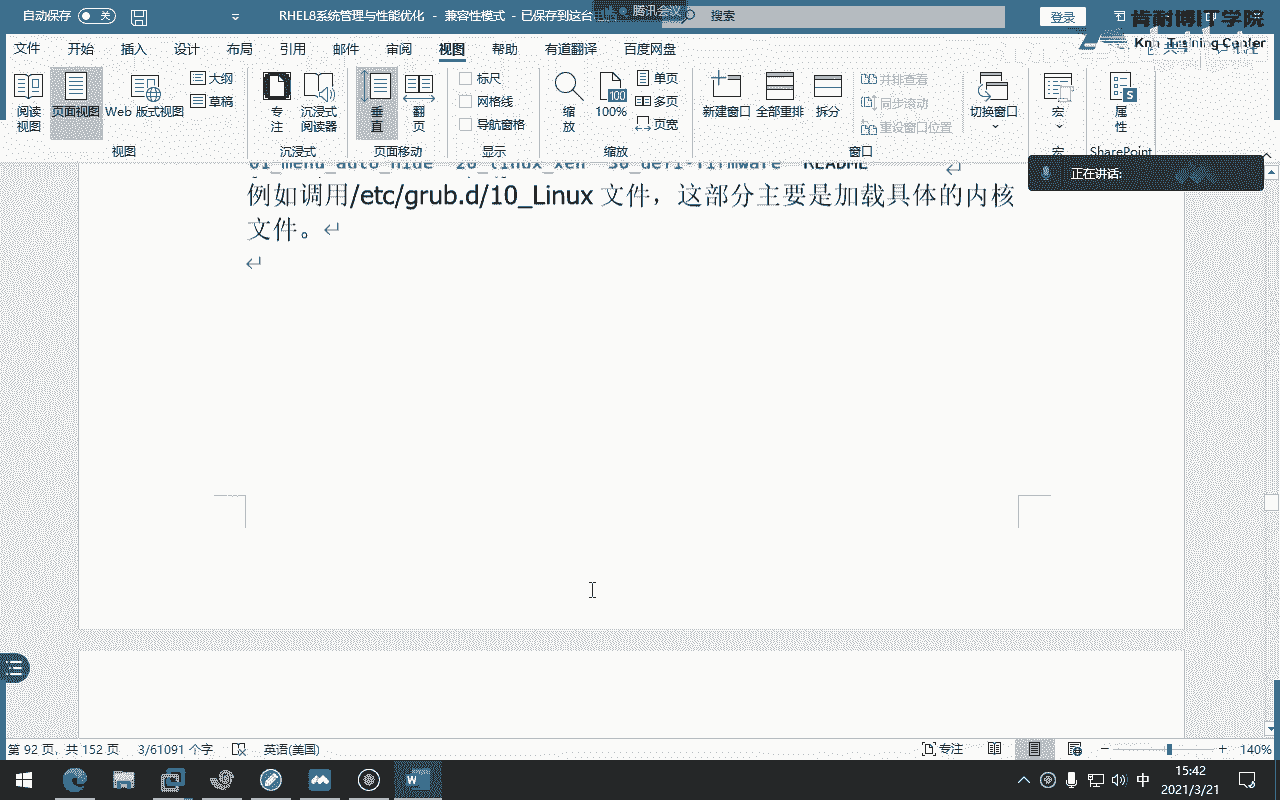 自动保存 关
RHEL8系统管理与性能优化 - 兼容性模式 - 已保存到这台
腾讯会议
搜索
登录
肯耐博IT学院
文件 开始 插入 设计 布局 引用 邮件 审阅 视图 帮助 有道翻译 百度网盘
阅读视图 页面视图 Web 版式视图 大纲 草稿
专注 沉浸式阅读器
垂直 翻页
标尺 网格线 导航窗格
缩放 100% 单页 多页 页宽
新建窗口 全部重排 拆分 并排查看 同步滚动 重设窗口位置 切换窗口
宏 属性
视图 沉浸式 页面移动 显示 缩放 窗口 宏 SharePoint
正在讲话:
例如调用/etc/grub.d/10_Linux 文件，这部分主要是加载具体的内核
文件。
第 92 页，共 152 页 3/61091 个字 英语(美国) 专注 140%
中 15:42
2021/3/21